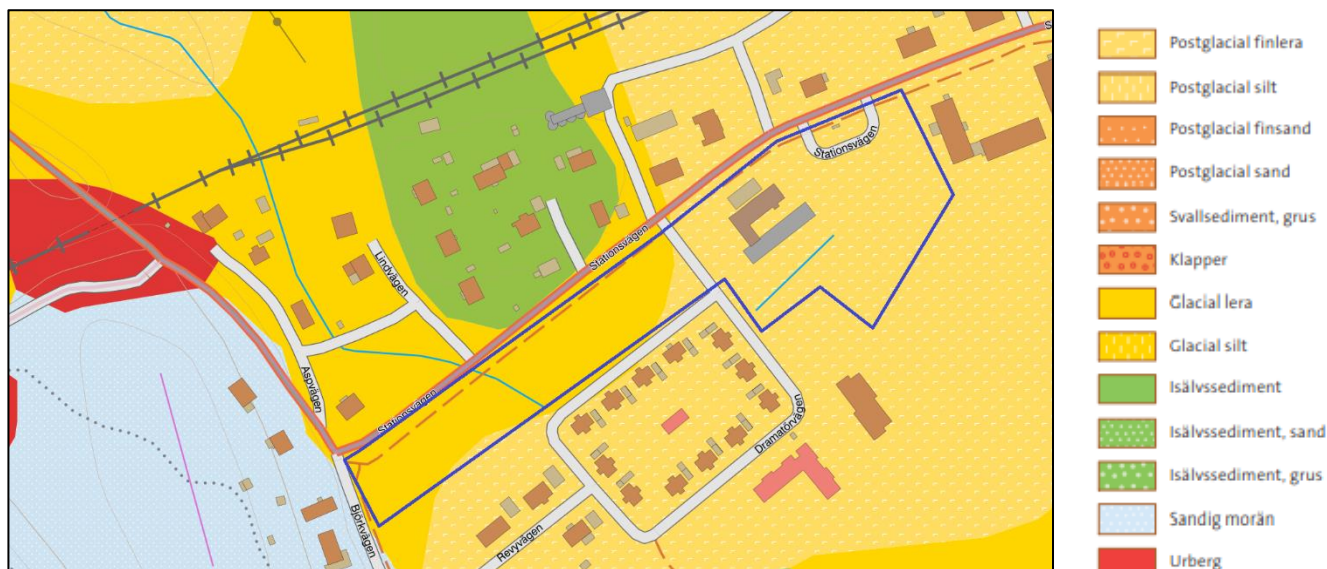 S
Stationsvägen
Stationsvägen
Lindvägen
Aspvägen
Stationsvägen
Dramatörvägen
Björkvägen
Revyvägen
Postglacial finlera
Postglacial silt
Postglacial finsand
Postglacial sand
Svallsediment, grus
Klapper
Glacial lera
Glacial silt
Isälvssediment
Isälvssediment, sand
Isälvssediment, grus
Sandig morän
Urberg